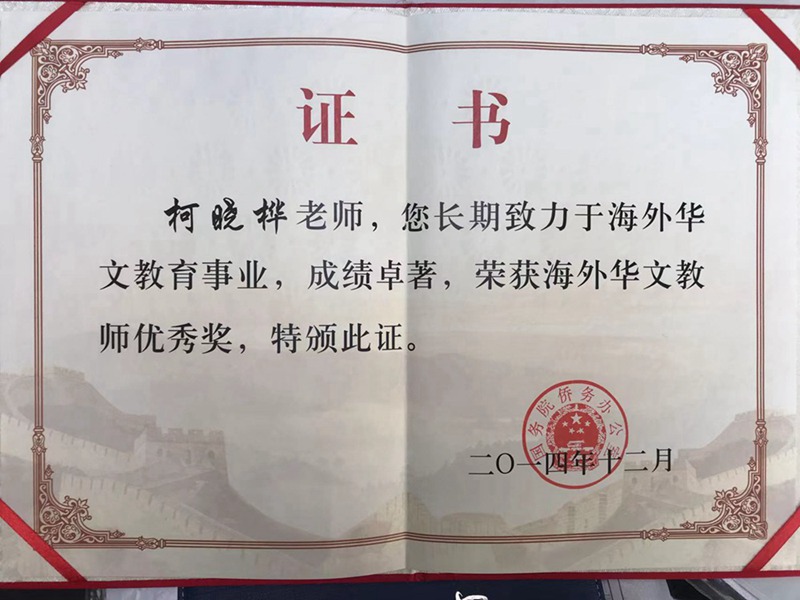 证书
柯晓桦老师，您长期致力于海外华
文教育事业，成绩卓著，荣获海外华文教
师优秀奖，特颁此证。
国务院侨务办公室
二〇一四年十二月